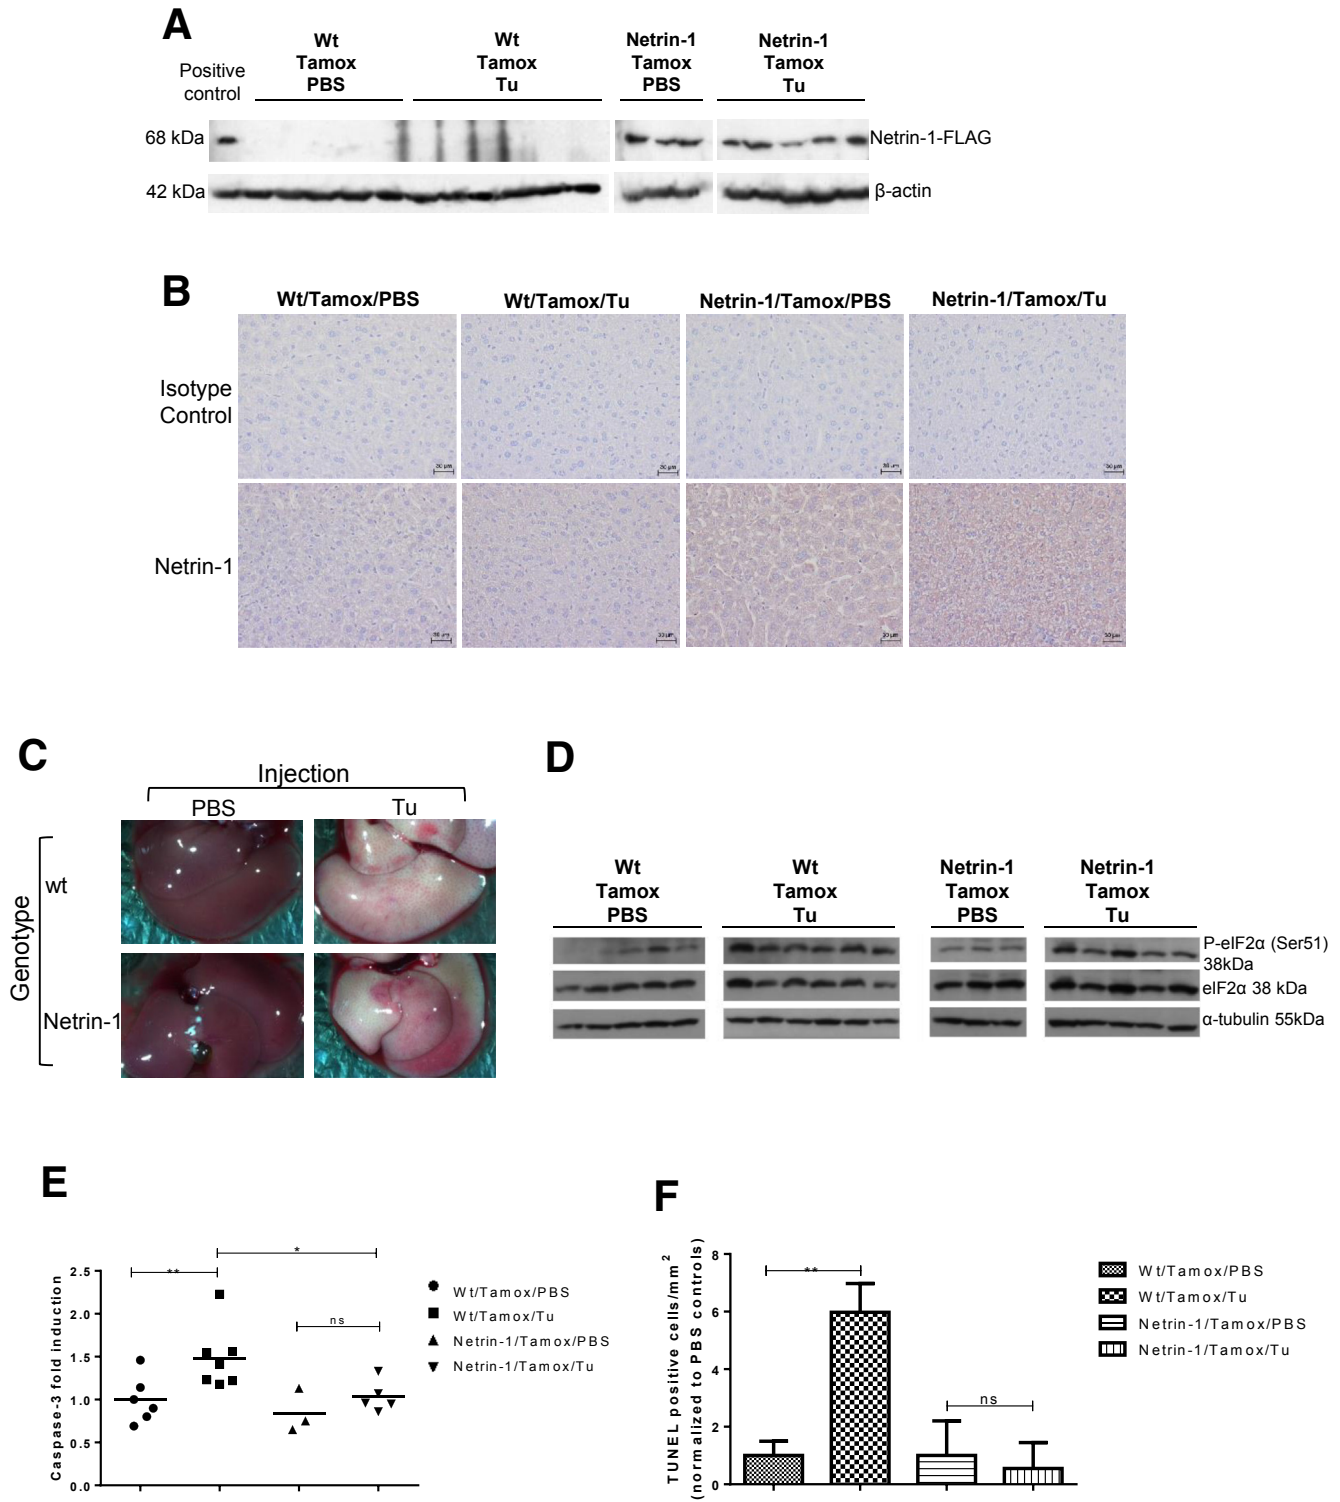 A
Positive
control
Wt
Tamox
PBS
Wt
Tamox
Tu
Netrin-1
Tamox
PBS
Netrin-1
Tamox
Tu
68 kDa
Netrin-1-FLAG
42 kDa
β-actin
B
Wt/Tamox/PBS
Wt/Tamox/Tu
Netrin-1/Tamox/PBS
Netrin-1/Tamox/Tu
Isotype
Control
Netrin-1
C
Injection
PBS
Tu
Genotype
wt
Netrin-1
D
Wt
Tamox
PBS
Wt
Tamox
Tu
Netrin-1
Tamox
PBS
Netrin-1
Tamox
Tu
P-eIF2α (Ser51)
38kDa
eIF2α 38 kDa
α-tubulin 55kDa
E
Caspase-3 fold induction
2.5
2.0
1.5
1.0
0.5
0.0
**
*
ns
Wt/Tamox/PBS
Wt/Tamox/Tu
Netrin-1/Tamox/PBS
Netrin-1/Tamox/Tu
F
TUNEL positive cells/mm2
(normalized to PBS controls)
8
6
4
2
0
**
ns
Wt/Tamox/PBS
Wt/Tamox/Tu
Netrin-1/Tamox/PBS
Netrin-1/Tamox/Tu